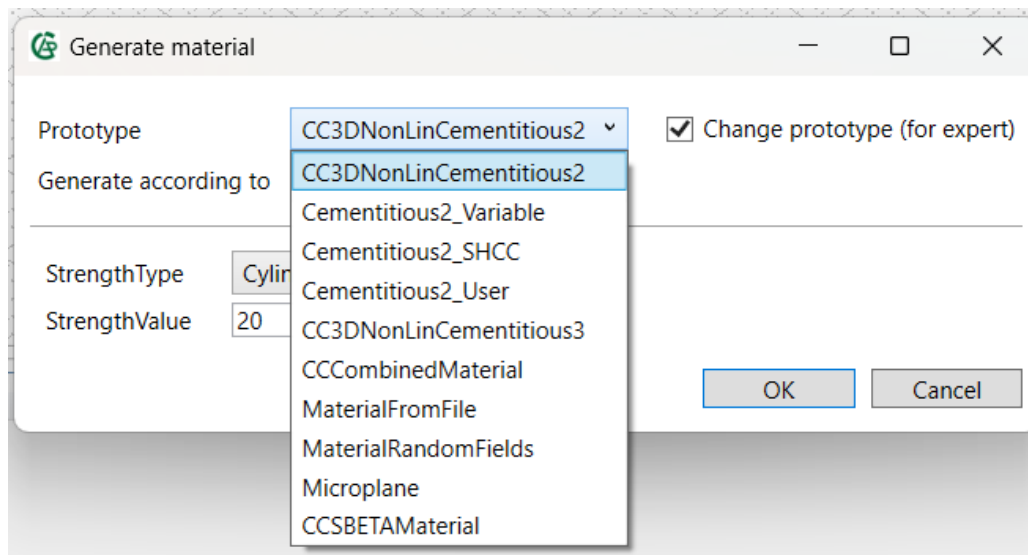 Generate material
Prototype
CC3DNonLinCementitious2
Change prototype (for expert)
Generate according to
CC3DNonLinCementitious2
Cementitious2_Variable
Cementitious2_SHCC
Cementitious2_User
CC3DNonLinCementitious3
CCCombinedMaterial
MaterialFromFile
MaterialRandomFields
Microplane
CCSBETAMaterial
StrengthType
Cylin
StrengthValue
20
OK
Cancel